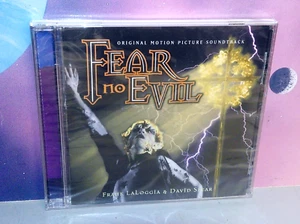 ORIGINAL MOTION PICTURE SOUNDTRACK
FEAR
NO EVIL
FRANK LALOGGIA & DAVID SPEAR